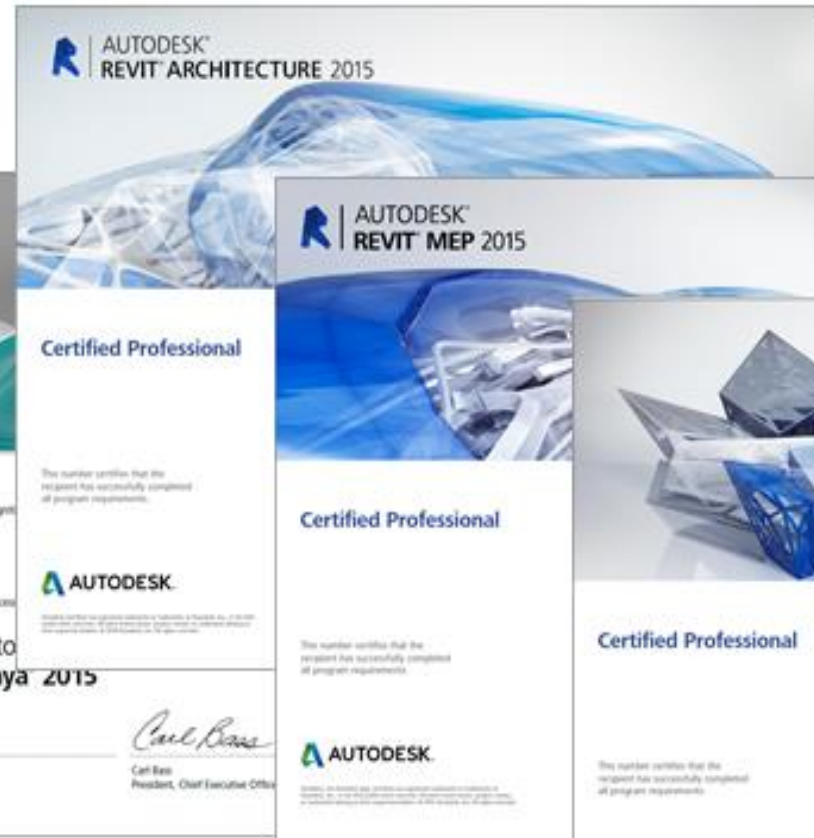 AUTODESK®
REVIT® ARCHITECTURE 2015
Certified Professional
This number certifies that the
recipient has successfully completed
all program requirements.
AUTODESK.
ya® 2015
Carl Bass
Carl Bass
President, Chief Executive Offic
AUTODESK®
REVIT® MEP 2015
Certified Professional
This number certifies that the
recipient has successfully completed
all program requirements.
AUTODESK.
Certified Professional
This number certifies that the
recipient has successfully completed
all program requirements.